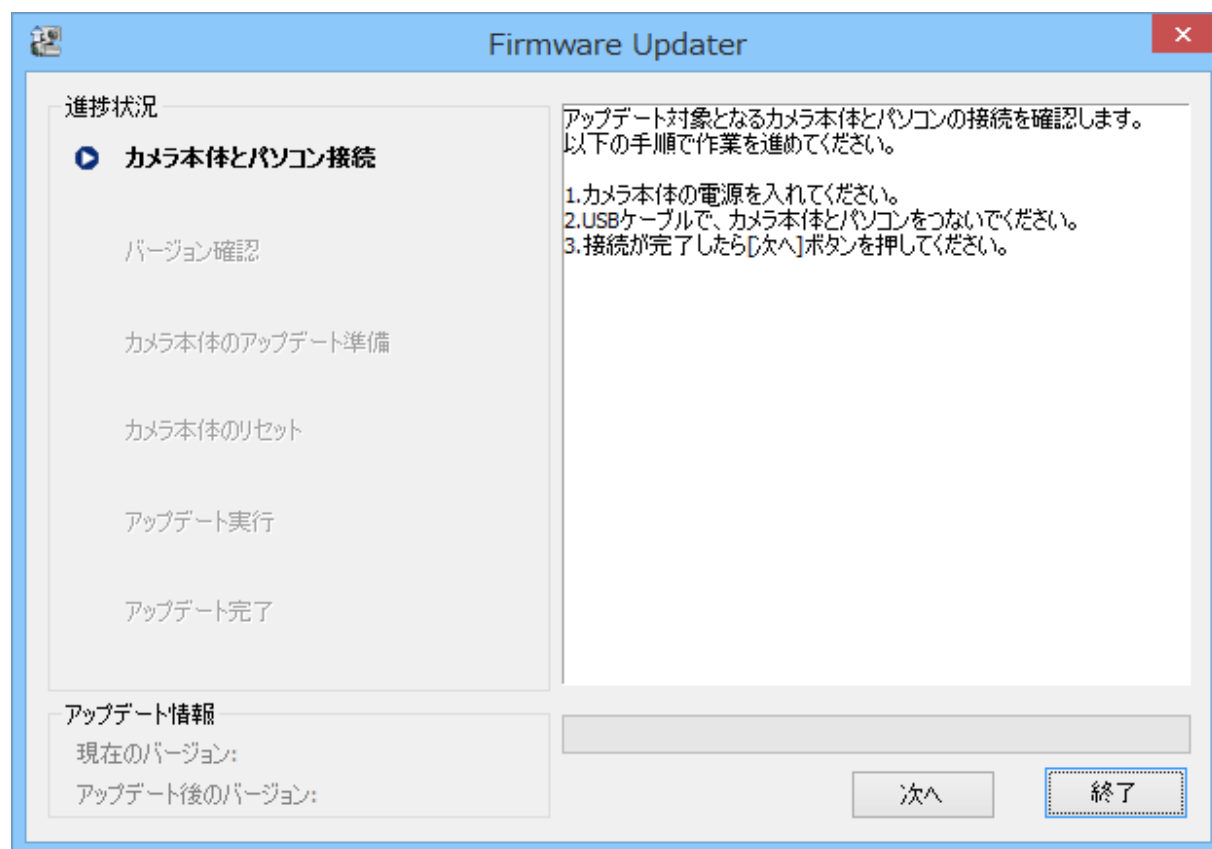 Firmware Updater
進捗状況
カメラ本体とパソコン接続
バージョン確認
カメラ本体のアップデート準備
カメラ本体のリセット
アップデート実行
アップデート完了
アップデート対象となるカメラ本体とパソコンの接続を確認します。
以下の手順で作業を進めてください。
1.カメラ本体の電源を入れてください。
2.USBケーブルで、カメラ本体とパソコンをつないでください。
3.接続が完了したら[次へ]ボタンを押してください。
アップデート情報
現在のバージョン:
アップデート後のバージョン:
次へ
終了